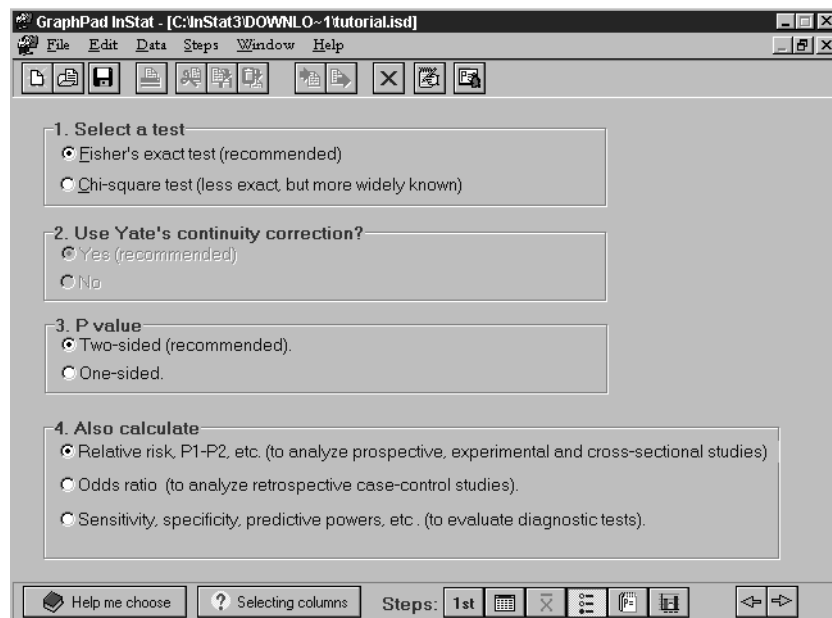 GraphPad InStat - [C:\InStat3\DOWNLO~1\tutorial.isd]
File Edit Data Steps Window Help
1. Select a test
Fisher's exact test (recommended)
Chi-square test (less exact, but more widely known)
2. Use Yate's continuity correction?
Yes (recommended)
No
3. P value
Two-sided (recommended).
One-sided.
4. Also calculate
Relative risk, P1-P2, etc. (to analyze prospective, experimental and cross-sectional studies)
Odds ratio (to analyze retrospective case-control studies).
Sensitivity, specificity, predictive powers, etc . (to evaluate diagnostic tests).
Help me choose ? Selecting columns Steps: 1st x P=